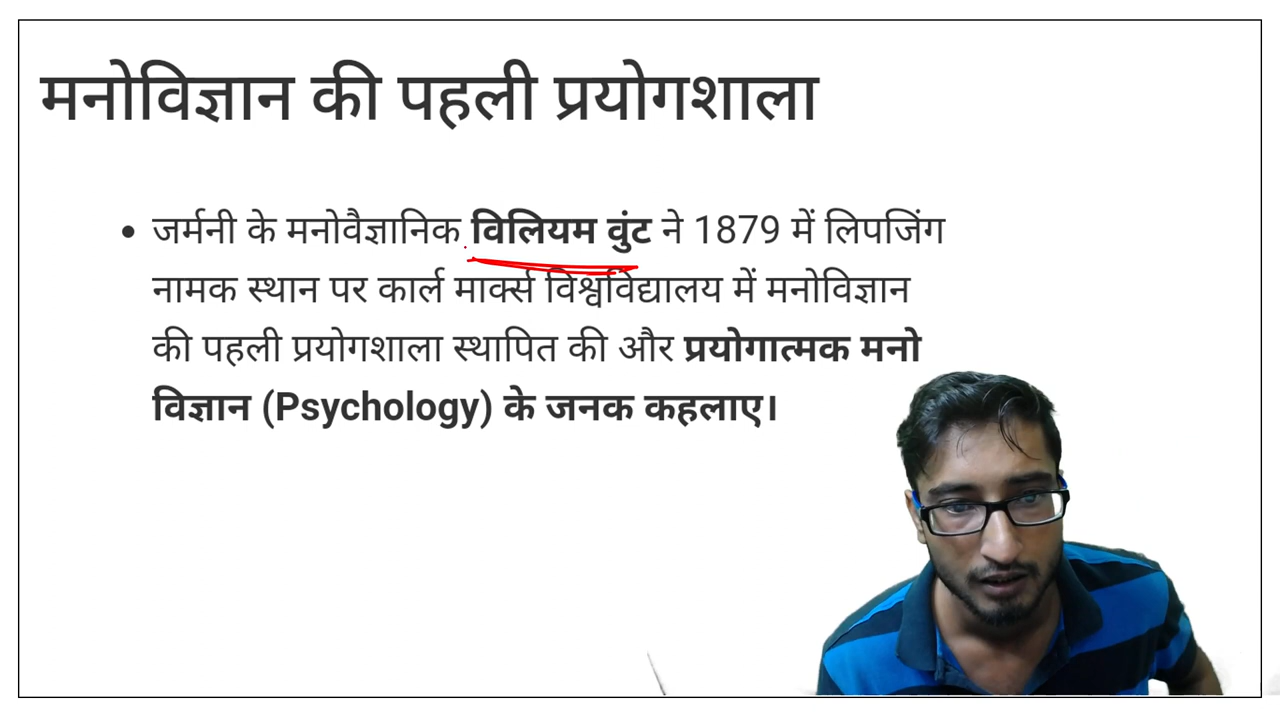 मनोविज्ञान की पहली प्रयोगशाला
• जर्मनी के मनोवैज्ञानिक विलियम वुंट ने 1879 में लिपजिंग
नामक स्थान पर कार्ल मार्क्स विश्वविद्यालय में मनोविज्ञान
की पहली प्रयोगशाला स्थापित की और प्रयोगात्मक मनो
विज्ञान (Psychology) के जनक कहलाए।